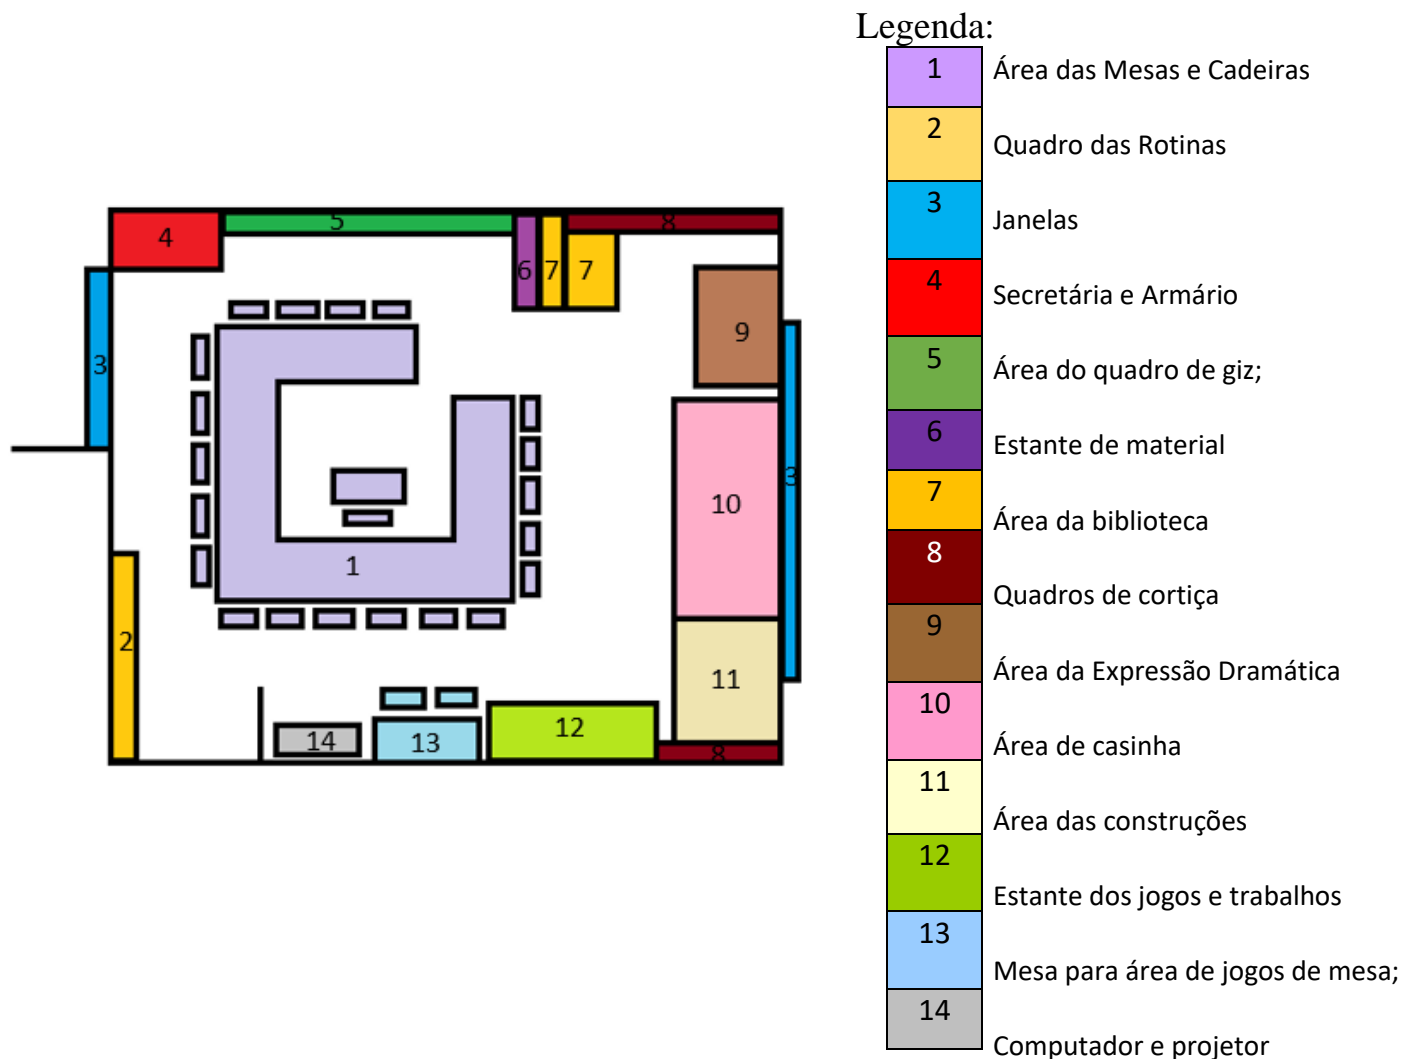 Legenda:
1 Área das Mesas e Cadeiras
2 Quadro das Rotinas
3 Janelas
4 Secretária e Armário
5 Área do quadro de giz;
6 Estante de material
7 Área da biblioteca
8 Quadros de cortiça
9 Área da Expressão Dramática
10 Área de casinha
11 Área das construções
12 Estante dos jogos e trabalhos
13 Mesa para área de jogos de mesa;
14 Computador e projetor
5
8
4
6
7
7
9
3
3
10
1
2
11
12
14
13
8